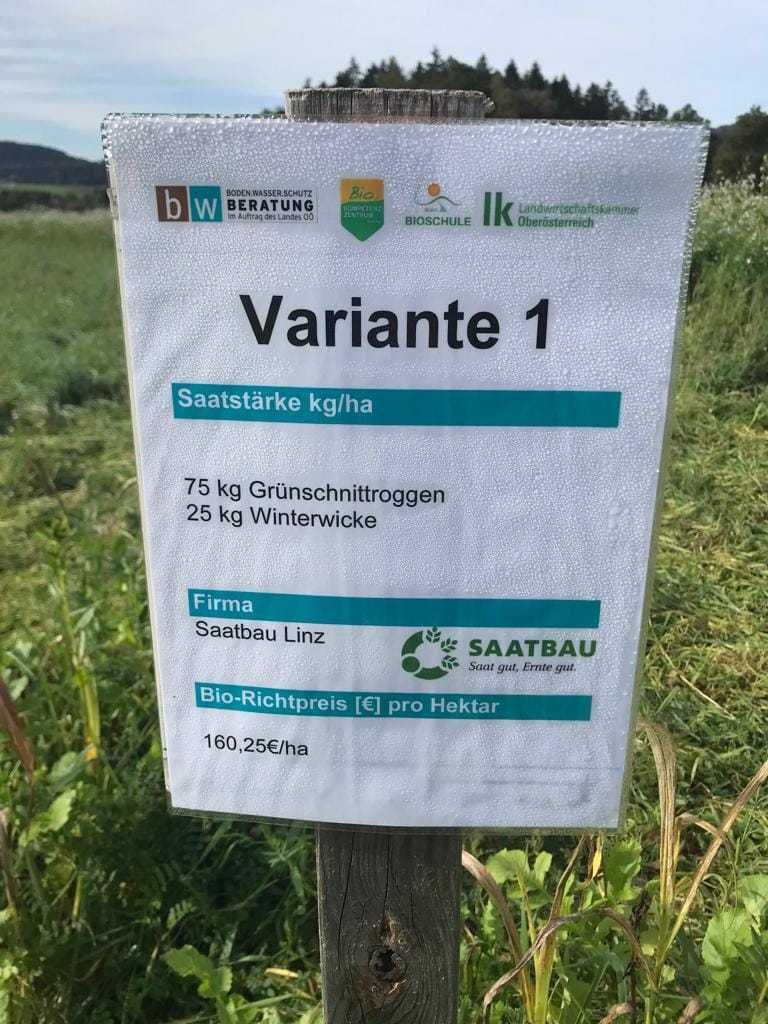 bw
BODEN.WASSER.SCHUTZ
BERATUNG
Im Auftrag des Landes OÖ
Bio
KOMPETENZ
ZENTRUM
BIOSCHULE
lk
Landwirtschaftskammer
Oberösterreich
Variante 1
Saatstärke kg/ha
75 kg Grünschnittroggen
25 kg Winterwicke
Firma
Saatbau Linz
SAATBAU
Saat gut, Ernte gut.
Bio-Richtpreis [€] pro Hektar
160,25€/ha